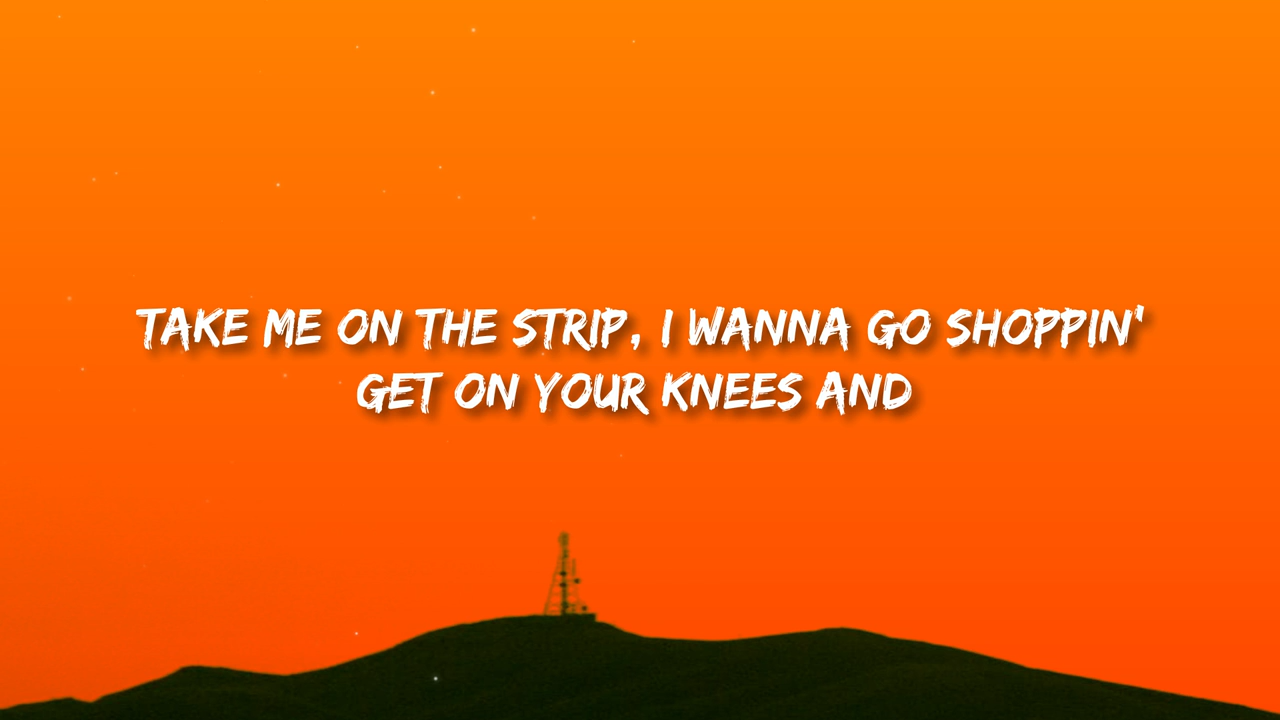 TAKE ME ON THE STRIP, I WANNA GO SHOPPIN'
GET ON YOUR KNEES AND